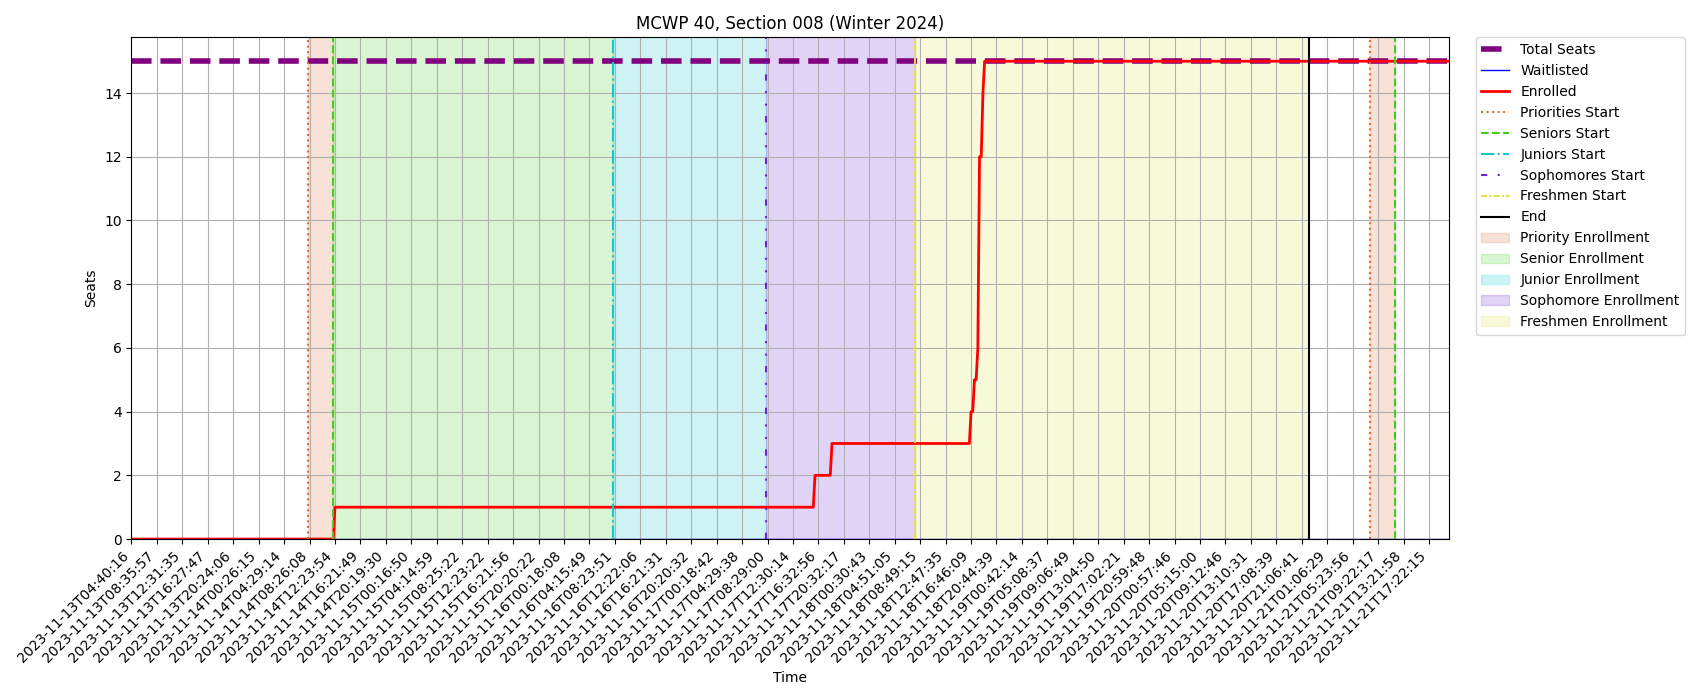 MCWP 40, Section 008 (Winter 2024)
Seats
14
12
10
8
6
4
2
0
2023-11-13T04:40:16
2023-11-13T08:35:57
2023-11-13T12:31:35
2023-11-13T16:27:47
2023-11-13T20:24:06
2023-11-14T00:26:15
2023-11-14T04:29:14
2023-11-14T08:26:08
2023-11-14T12:23:54
2023-11-14T16:21:49
2023-11-14T20:19:30
2023-11-15T00:16:50
2023-11-15T04:14:59
2023-11-15T08:25:22
2023-11-15T12:23:22
2023-11-15T16:21:56
2023-11-15T20:20:22
2023-11-16T00:18:08
2023-11-16T04:15:49
2023-11-16T08:23:51
2023-11-16T12:22:06
2023-11-16T16:21:31
2023-11-16T20:20:32
2023-11-17T00:18:42
2023-11-17T04:29:38
2023-11-17T08:29:00
2023-11-17T12:30:14
2023-11-17T16:32:56
2023-11-17T20:32:17
2023-11-18T00:30:43
2023-11-18T04:51:05
2023-11-18T08:49:15
2023-11-18T12:47:35
2023-11-18T16:46:09
2023-11-18T20:44:39
2023-11-19T00:42:14
2023-11-19T05:08:37
2023-11-19T09:06:49
2023-11-19T13:04:50
2023-11-19T17:02:21
2023-11-19T20:59:48
2023-11-20T00:57:46
2023-11-20T05:15:00
2023-11-20T09:12:46
2023-11-20T13:10:31
2023-11-20T17:08:39
2023-11-20T21:06:41
2023-11-21T01:06:29
2023-11-21T05:23:56
2023-11-21T09:22:17
2023-11-21T13:21:58
2023-11-21T17:22:15
Time
Total Seats
Waitlisted
Enrolled
Priorities Start
Seniors Start
Juniors Start
Sophomores Start
Freshmen Start
End
Priority Enrollment
Senior Enrollment
Junior Enrollment
Sophomore Enrollment
Freshmen Enrollment